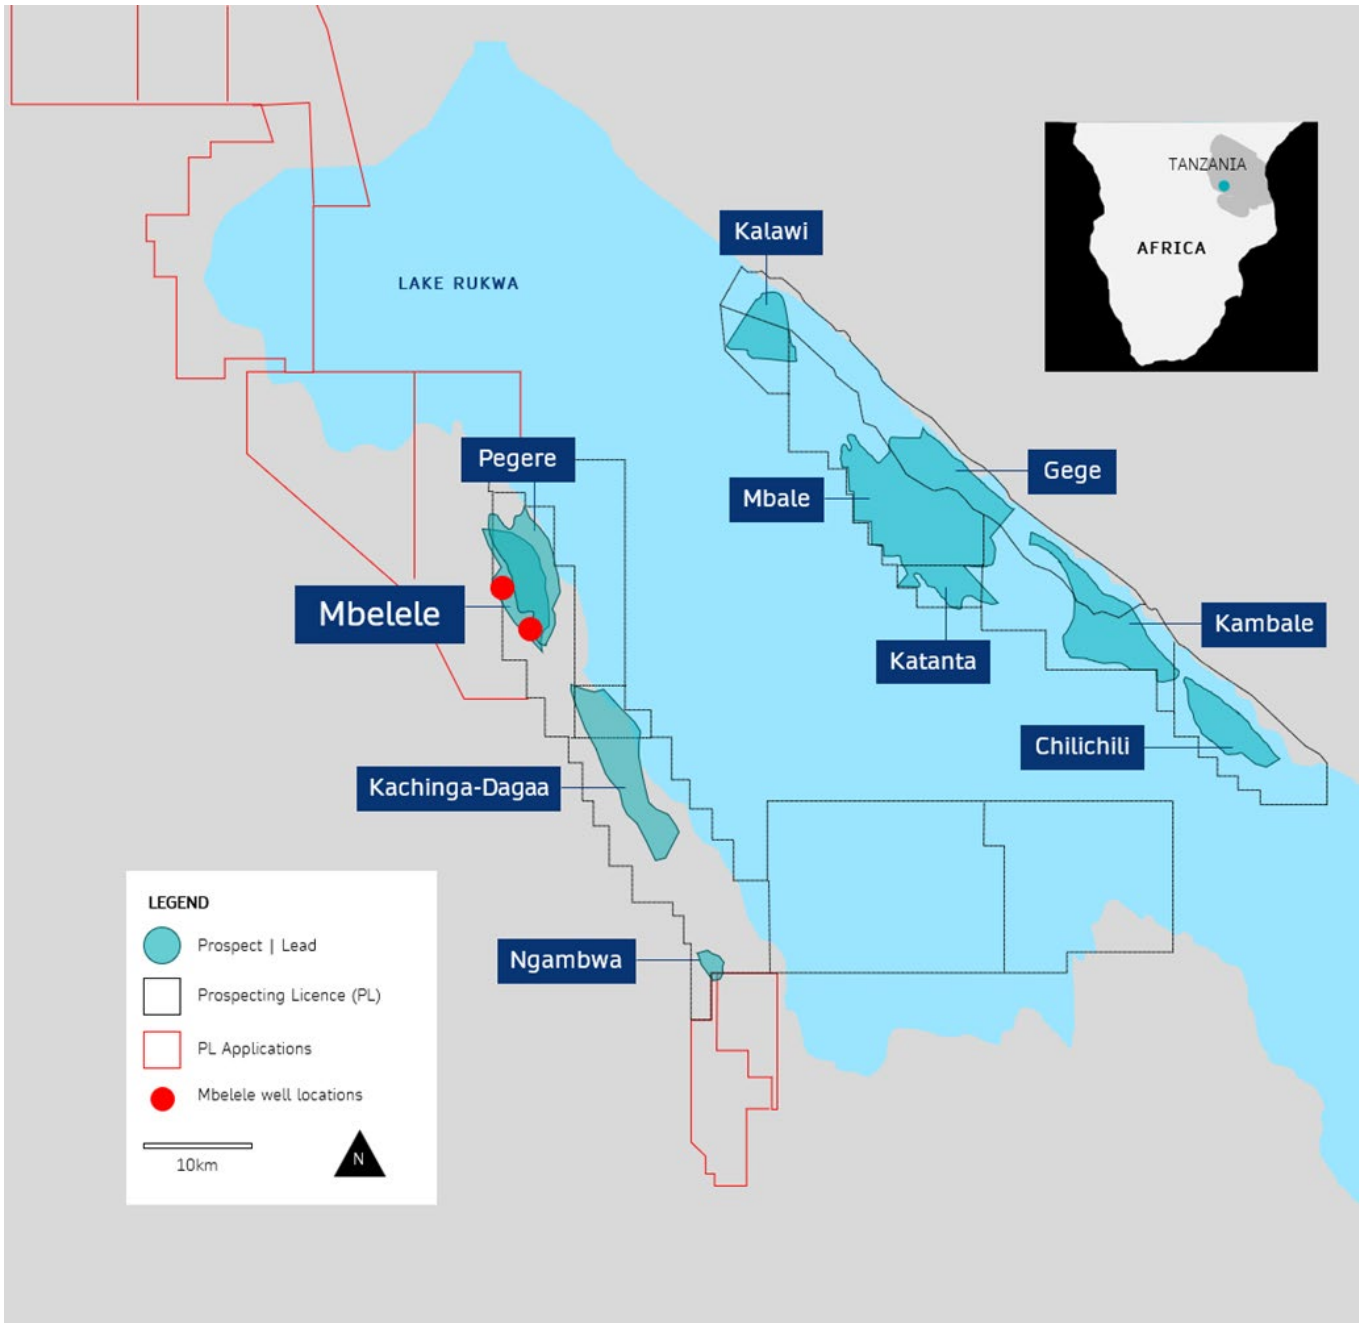 TANZANIA
Kalawi
AFRICA
LAKE RUKWA
Pegere
Gege
Mbale
Mbelele
Kambale
Katanta
Chilichili
Kachinga-Dagaa
LEGEND
Prospect | Lead
Ngambwa
Prospecting Licence (PL)
PL Applications
Mbelele well locations
10km
N